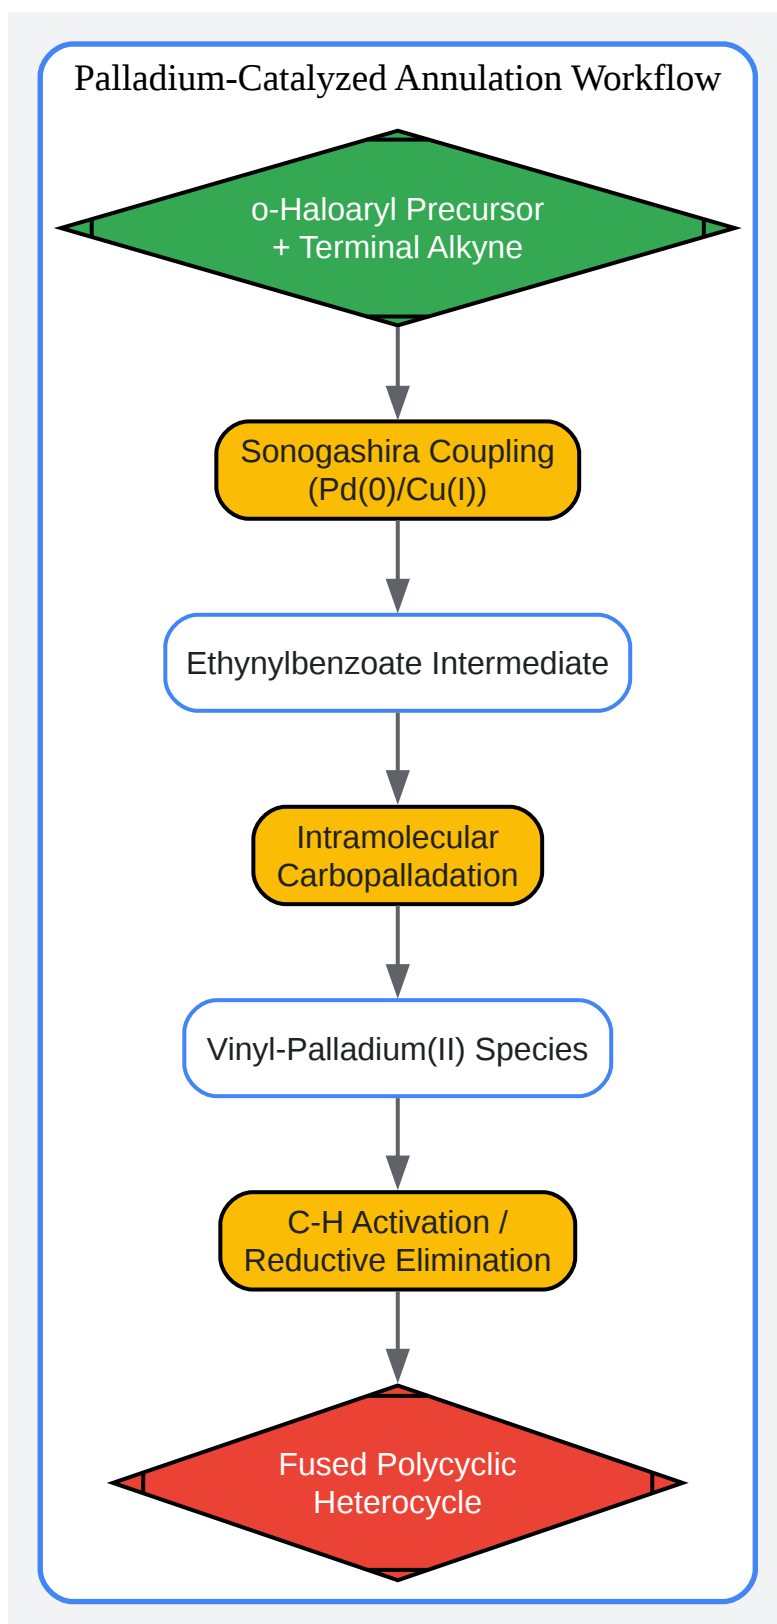 Palladium-Catalyzed Annulation Workflow
o-Haloaryl Precursor
+ Terminal Alkyne
Sonogashira Coupling
(Pd(0)/Cu(I))
Ethynylbenzoate Intermediate
Intramolecular
Carbopalladation
Vinyl-Palladium(II) Species
C-H Activation /
Reductive Elimination
Fused Polycyclic
Heterocycle